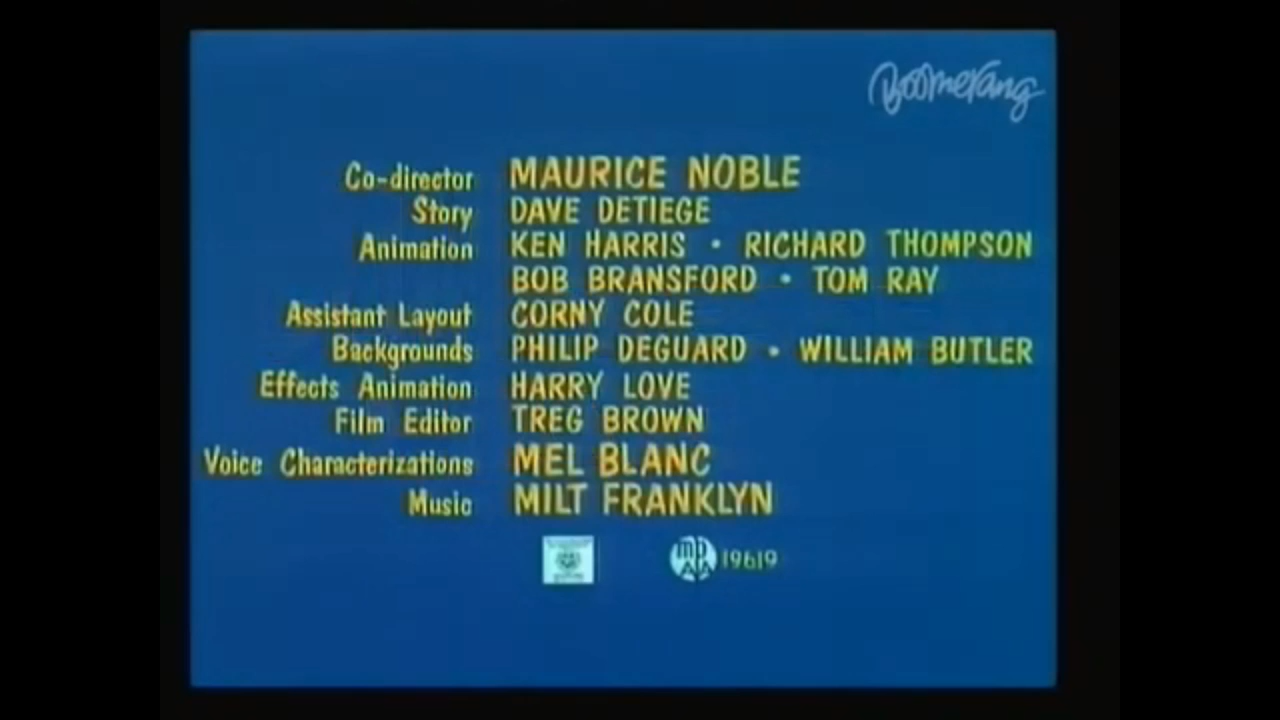 Boomerang
Co-director MAURICE NOBLE
Story DAVE DETIEGE
Animation KEN HARRIS • RICHARD THOMPSON
BOB BRANSFORD • TOM RAY
Assistant Layout CORNY COLE
Backgrounds PHILIP DEGUARD • WILLIAM BUTLER
Effects Animation HARRY LOVE
Film Editor TREG BROWN
Voice Characterizations MEL BLANC
Music MILT FRANKLYN
mpaa 19619